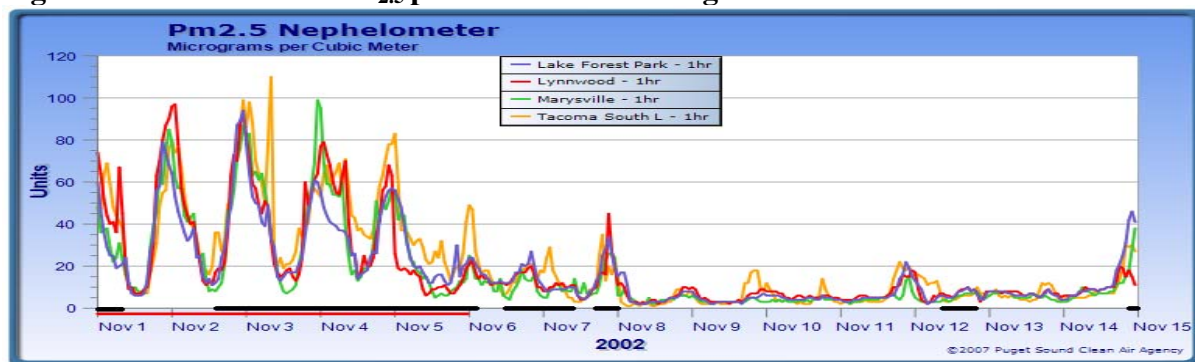 2.5
Pm2.5 Nephelometer
Micrograms per Cubic Meter
120
100
80
60
40
20
0
Units
Lake Forest Park - 1hr
Lynnwood - 1hr
Marysville - 1hr
Tacoma South L - 1hr
Nov 1 Nov 2 Nov 3 Nov 4 Nov 5 Nov 6 Nov 7 Nov 8 Nov 9 Nov 10 Nov 11 Nov 12 Nov 13 Nov 14 Nov 15
2002
©2007 Puget Sound Clean Air Agency